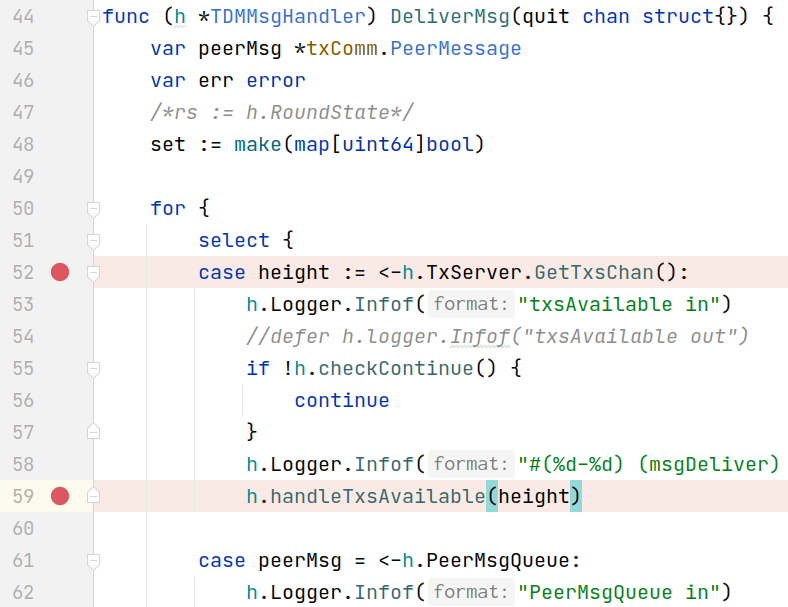 44 func (h *TDMMsgHandler) DeliverMsg(quit chan struct{}) {
45 var peerMsg *txComm.PeerMessage
46 var err error
47 /*rs := h.RoundState*/
48 set := make(map[uint64]bool)
49
50 for {
51 select {
52 case height := <-h.TxServer.GetTxsChan():
53 h.Logger.Infof( format: "txsAvailable in")
54 //defer h.logger.Infof("txsAvailable out")
55 if !h.checkContinue() {
56 continue
57 }
58 h.Logger.Infof( format: "#(%d-%d) (msgDeliver)
59 h.handleTxsAvailable(height)
60
61 case peerMsg = <-h.PeerMsgQueue:
62 h.Logger.Infof( format: "PeerMsgQueue in")